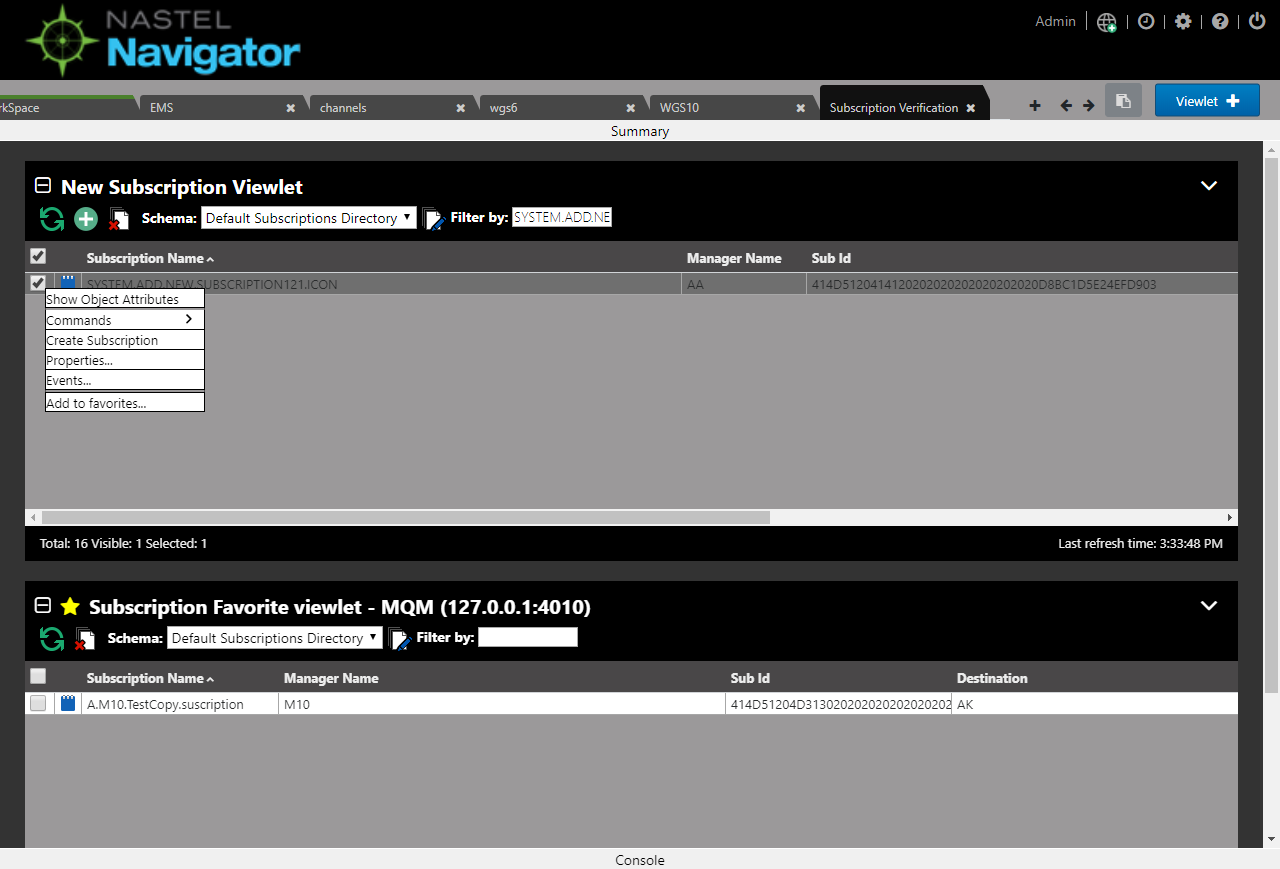 NASTEL
Navigator
Admin
rkSpace
EMS
channels
wgs6
WGS10
Subscription Verification
Viewlet
Summary
New Subscription Viewlet
Schema: Default Subscriptions Directory Filter by: SYSTEM.ADD.NE
Subscription Name Manager Name Sub Id
SYSTEM.ADD.NEW.SUBSCRIPTION121.ICON AA 414D5120414120202020202020202020D8BC1D5E24EFD903
Show Object Attributes
Commands
Create Subscription
Properties...
Events...
Add to favorites...
Total: 16 Visible: 1 Selected: 1 Last refresh time: 3:33:48 PM
Subscription Favorite viewlet - MQM (127.0.0.1:4010)
Schema: Default Subscriptions Directory Filter by:
Subscription Name Manager Name Sub Id Destination
A.M10.TestCopy.suscription M10 414D51204D3130202020202020202020202 AK
Console